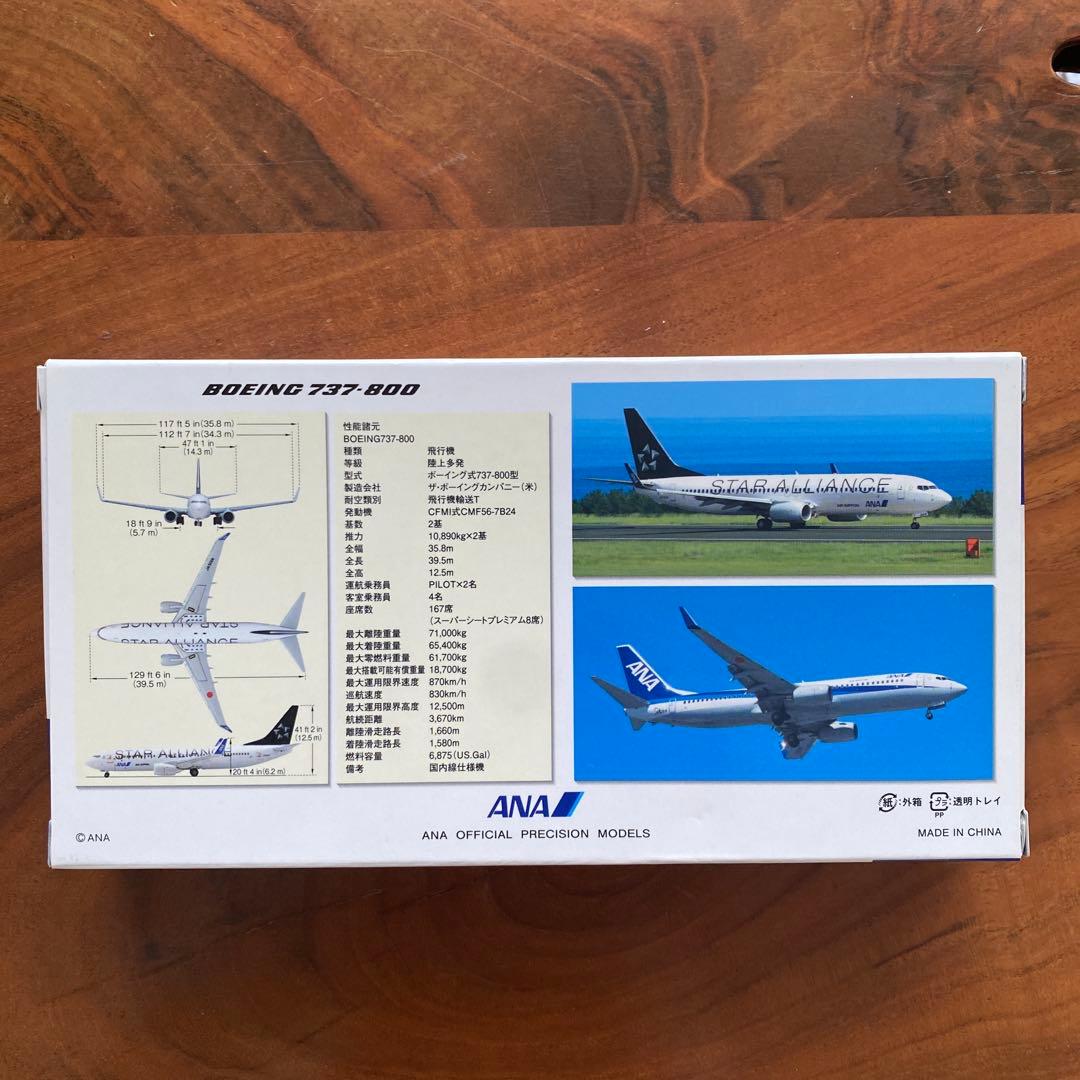 BOEING 737-800
117 ft 5 in(35.8 m)
112 ft 7 in(34.3 m)
47 ft 1 in
(14.3 m)
18 ft 9 in
(5.7 m)
STAR ALLIANCE
STAR ALLIANCE
129 ft 6 in
(39.5 m)
STAR ALLIANCE
ANA
41 ft 2 in
(12.5 m)
20 ft 4 in(6.2 m)
性能諸元
BOEING737-800
種類 飛行機
等級 陸上多発
型式 ボーイング式737-800型
製造会社 ザ・ボーイングカンパニー(米)
耐空類別 飛行機輸送T
発動機 CFMI式CMF56-7B24
基数 2基
推力 10,890kg×2基
全幅 35.8m
全長 39.5m
全高 12.5m
運航乗務員 PILOT×2名
客室乗務員 4名
座席数 167席
(スーパーシートプレミアム8席)
最大離陸重量 71,000kg
最大着陸重量 65,400kg
最大零燃料重量 61,700kg
最大搭載可能有償重量 18,700kg
最大運用限界速度 870km/h
巡航速度 830km/h
最大運用限界高度 12,500m
航続距離 3,670km
離陸滑走路長 1,660m
着陸滑走路長 1,580m
燃料容量 6,875(US.Gal)
備考 国内線仕様機
STAR ALLIANCE
AIR NIPPON
ANA
ANA
ANA
ANA OFFICIAL PRECISION MODELS
©ANA
紙:外箱 プラ:透明トレイ
PP
MADE IN CHINA